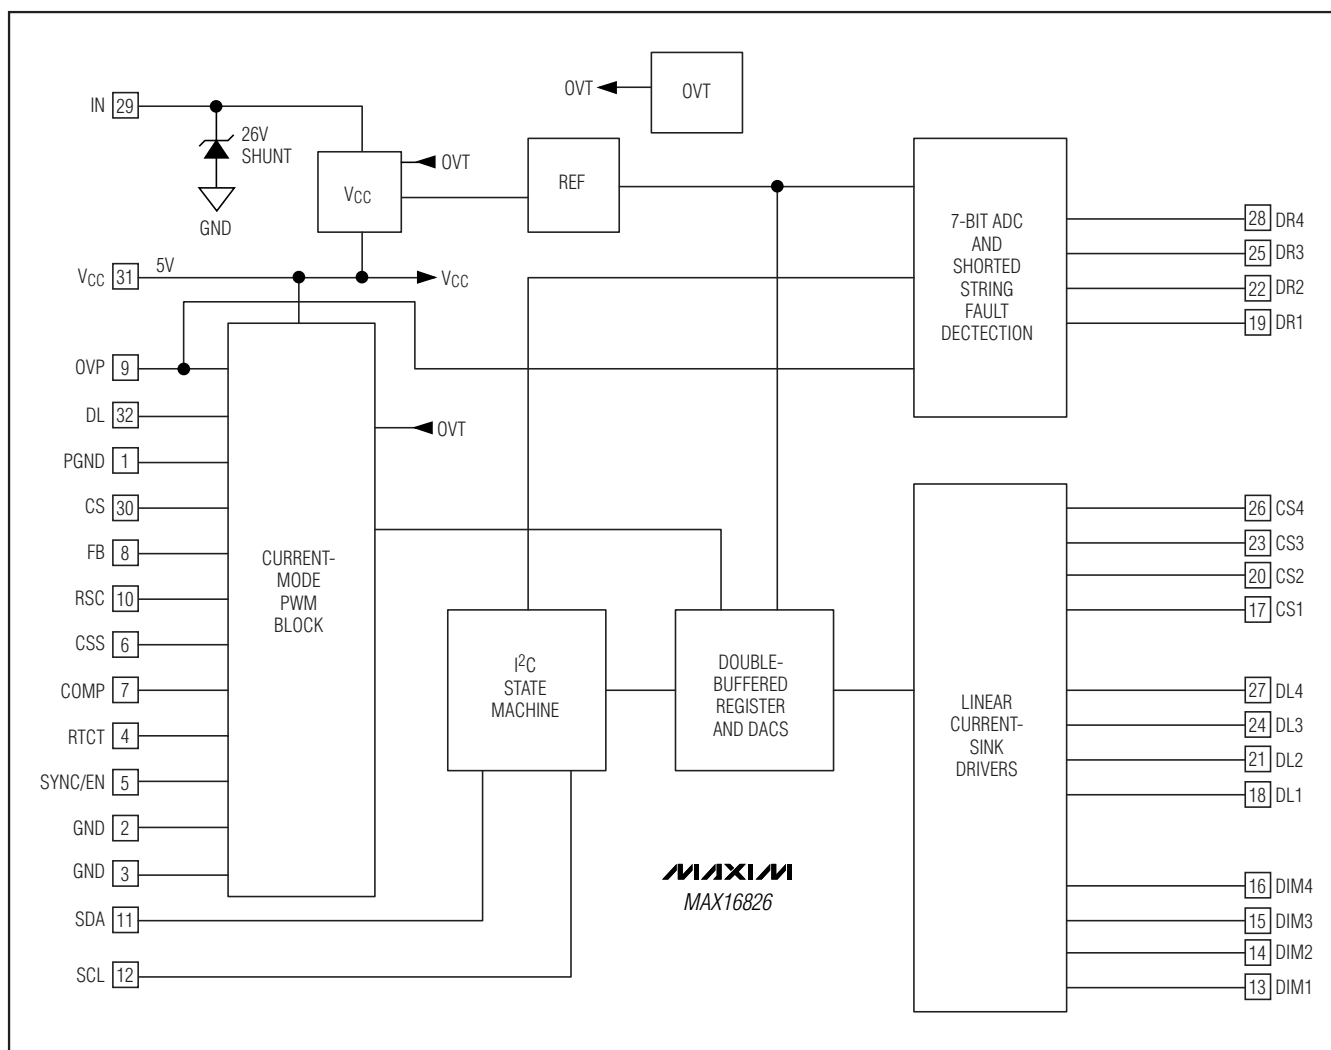 OVT
OVT
IN 29
26V
SHUNT
GND
VCC
OVT
REF
7-BIT ADC
AND
SHORTED
STRING
FAULT
DECTECTION
28 DR4
25 DR3
22 DR2
19 DR1
VCC 31
5V
VCC
OVP 9
DL 32
PGND 1
CS 30
FB 8
RSC 10
CSS 6
COMP 7
RTCT 4
SYNC/EN 5
GND 2
GND 3
SDA 11
SCL 12
OVT
CURRENT-
MODE
PWM
BLOCK
I2C
STATE
MACHINE
DOUBLE-
BUFFERED
REGISTER
AND DACS
LINEAR
CURRENT-
SINK
DRIVERS
26 CS4
23 CS3
20 CS2
17 CS1
27 DL4
24 DL3
21 DL2
18 DL1
16 DIM4
15 DIM3
14 DIM2
13 DIM1
MAXIM
MAX16826